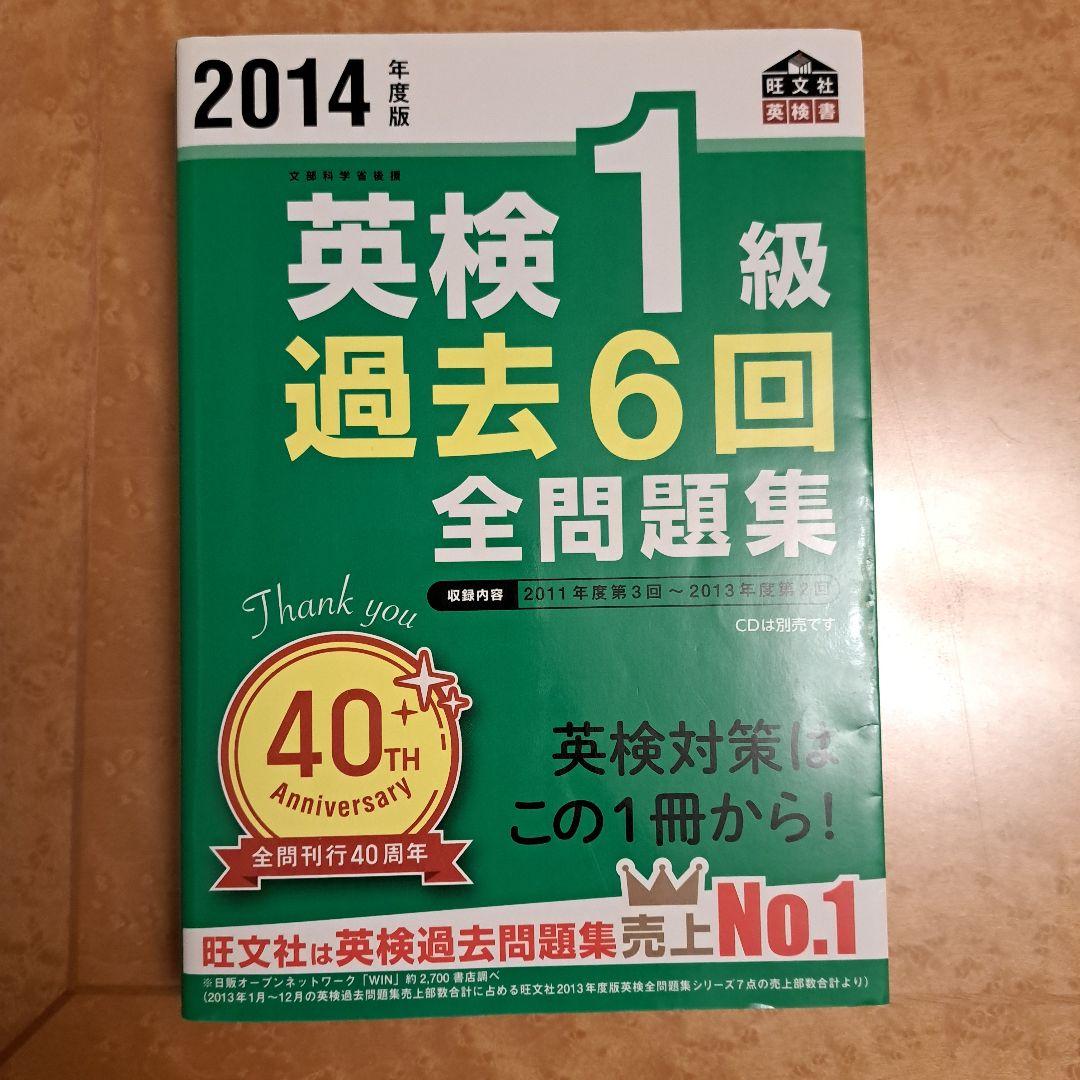 2014年度版
旺文社
英検書
文部科学省後援
英検1級
過去6回
全問題集
収録内容 2011年度第3回～2013年度第2回
CDは別売です
Thank you
40TH
Anniversary
全問刊行40周年
英検対策は
この1冊から!
旺文社は英検過去問題集売上No.1
※日販オープンネットワーク「WIN」約2,700書店調べ
（2013年1月～12月の英検過去問題集売上部数合計に占める旺文社2013年度版英検全問題集シリーズ7点の売上部数合計より）